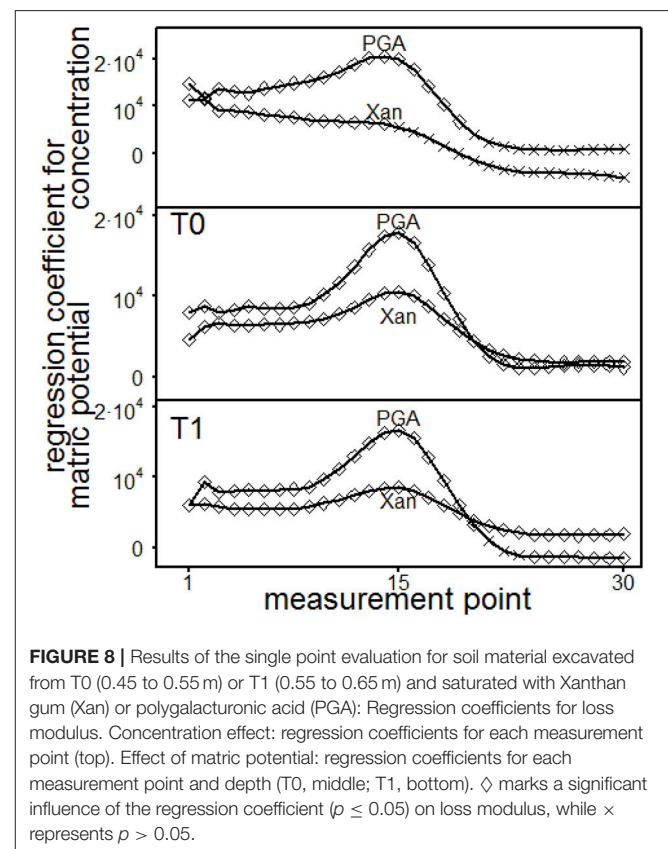 regression coefficient for
concentration
matric potential
2·10⁴
10⁴
0
PGA
Xan
T0
2·10⁴
10⁴
0
PGA
Xan
T1
2·10⁴
10⁴
0
PGA
Xan
1
15
30
measurement point
FIGURE 8 | Results of the single point evaluation for soil material excavated
from T0 (0.45 to 0.55 m) or T1 (0.55 to 0.65 m) and saturated with Xanthan
gum (Xan) or polygalacturonic acid (PGA): Regression coefficients for loss
modulus. Concentration effect: regression coefficients for each measurement
point (top). Effect of matric potential: regression coefficients for each
measurement point and depth (T0, middle; T1, bottom). ◇ marks a significant
influence of the regression coefficient (p ≤ 0.05) on loss modulus, while ×
represents p > 0.05.